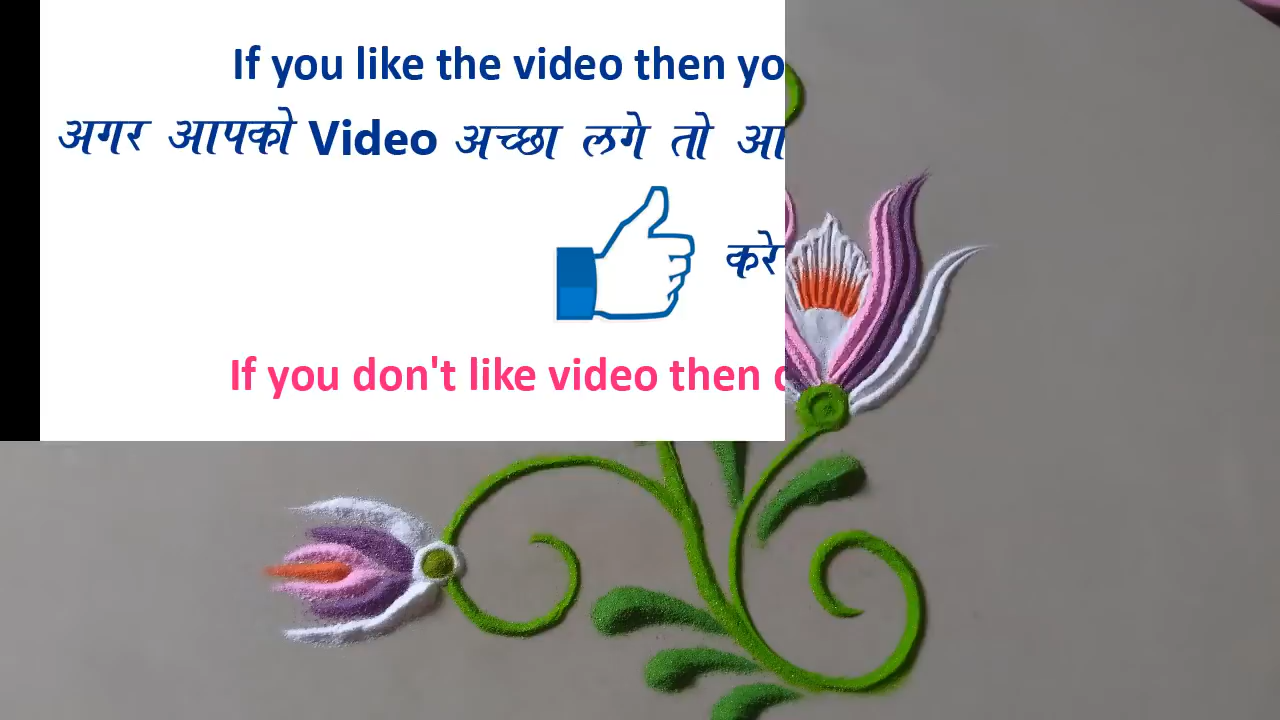 If you like the video then yo
अगर आपको Video अच्छा लगे तो आ
करे
If you don't like video then